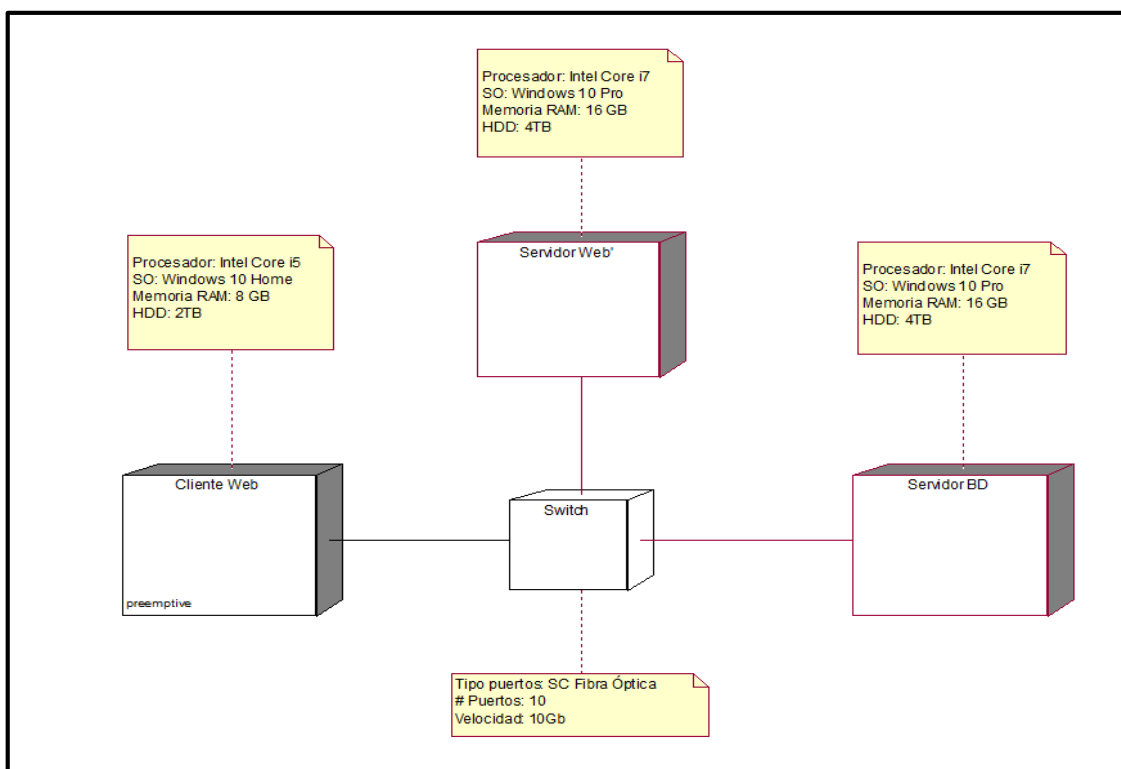 Procesador: Intel Core i7
SO: Windows 10 Pro
Memoria RAM: 16 GB
HDD: 4TB
Servidor Web'
Procesador: Intel Core i5
SO: Windows 10 Home
Memoria RAM: 8 GB
HDD: 2TB
Procesador: Intel Core i7
SO: Windows 10 Pro
Memoria RAM: 16 GB
HDD: 4TB
Cliente Web
preemptive
Switch
Servidor BD
Tipo puertos: SC Fibra Óptica
# Puertos: 10
Velocidad: 10Gb